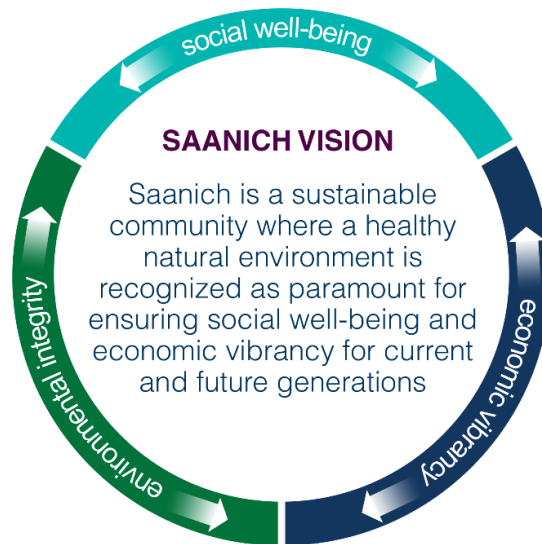 social well-being
SAANICH VISION
Saanich is a sustainable
community where a healthy
natural environment is
recognized as paramount for
ensuring social well-being and
economic vibrancy for current
and future generations
environmental integrity
economic vibrancy